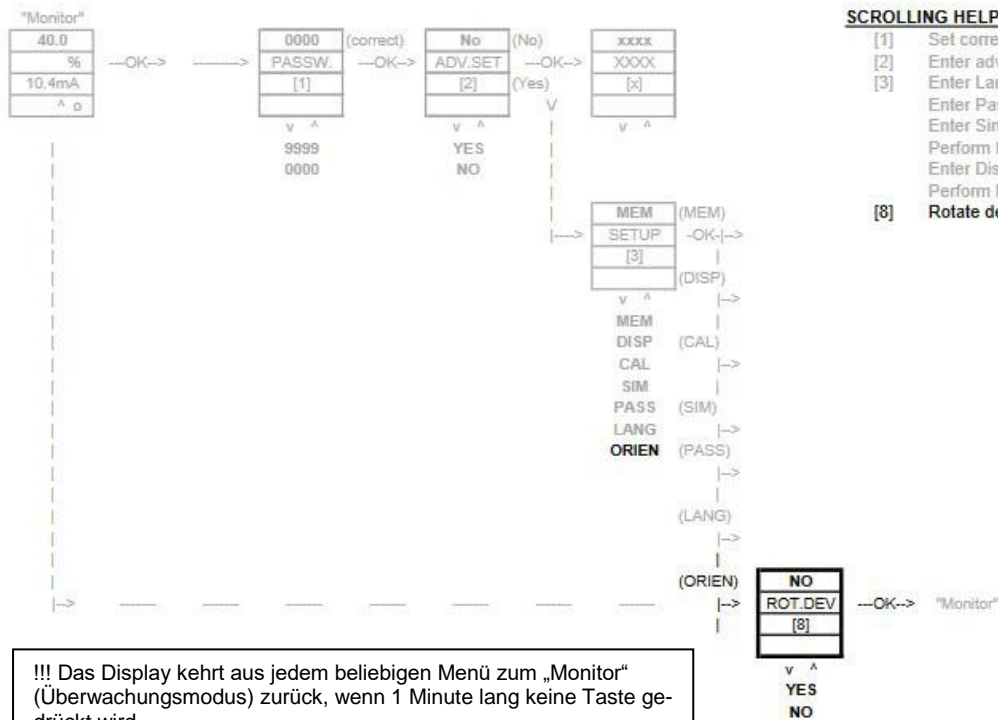 "Monitor"
SCROLLING HELP
40.0 0000 (correct) No (No) xxxx [1] Set corre
% ---OK--> --------> PASSW. ---OK--> ADV.SET ---OK--> XXXX [2] Enter adv
10,4mA [1] [2] (Yes) [x] [3] Enter Lan
^ o V Enter Pas
v ^ v ^ v ^ Enter Sim
9999 YES Perform
0000 NO Enter Dis
Perform
MEM (MEM) [8] Rotate de
SETUP -OK-|-->
[3]
(DISP)
v ^ |-->
MEM
DISP (CAL)
CAL |-->
SIM
PASS (SIM)
LANG |-->
ORIEN (PASS)
|-->
(LANG)
|-->
(ORIEN) NO
|--> ------ ------ ------ ------ ------ ------ |--> ROT.DEV ---OK--> "Monitor"
[8]
!!! Das Display kehrt aus jedem beliebigen Menü zum „Monitor“
(Überwachungsmodus) zurück, wenn 1 Minute lang keine Taste ge-
drückt wird
v ^
YES
NO